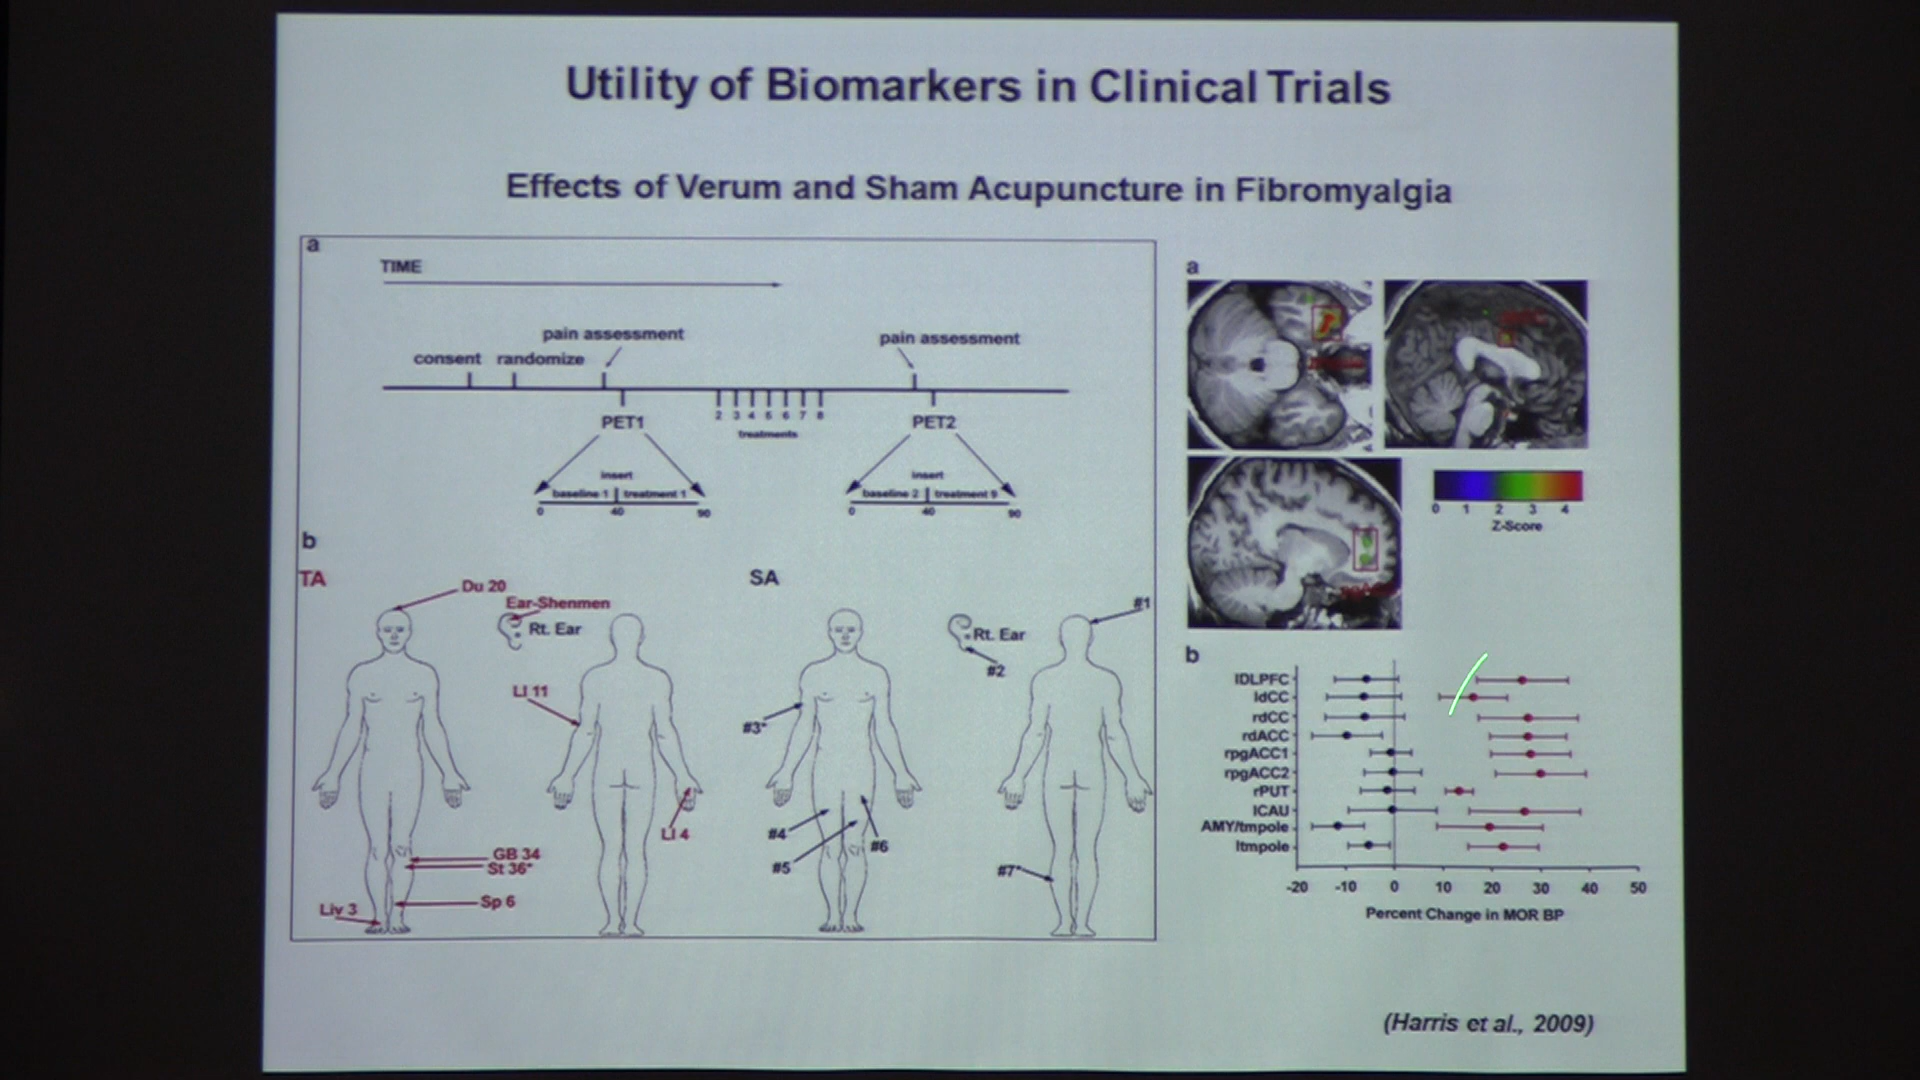 Utility of Biomarkers in Clinical Trials
Effects of Verum and Sham Acupuncture in Fibromyalgia
a
TIME
pain assessment
pain assessment
consent randomize
2 3 4 5 6 7 8
treatments
PET1
PET2
insert
baseline 1 treatment 1
0 40 90
insert
baseline 2 treatment 9
0 40 90
b
TA
Du 20
Ear-Shenmen
Rt. Ear
LI 11
LI 4
GB 34
St 36*
Sp 6
Liv 3
SA
#1
Rt. Ear
#2
#3*
#4
#5
#6
#7*
a
0 1 2 3 4
Z-Score
b
lDLPFC
ldCC
rdCC
rdACC
rpgACC1
rpgACC2
rPUT
lCAU
AMY/tmpole
ltmpole
-20 -10 0 10 20 30 40 50
Percent Change in MOR BP
(Harris et al., 2009)